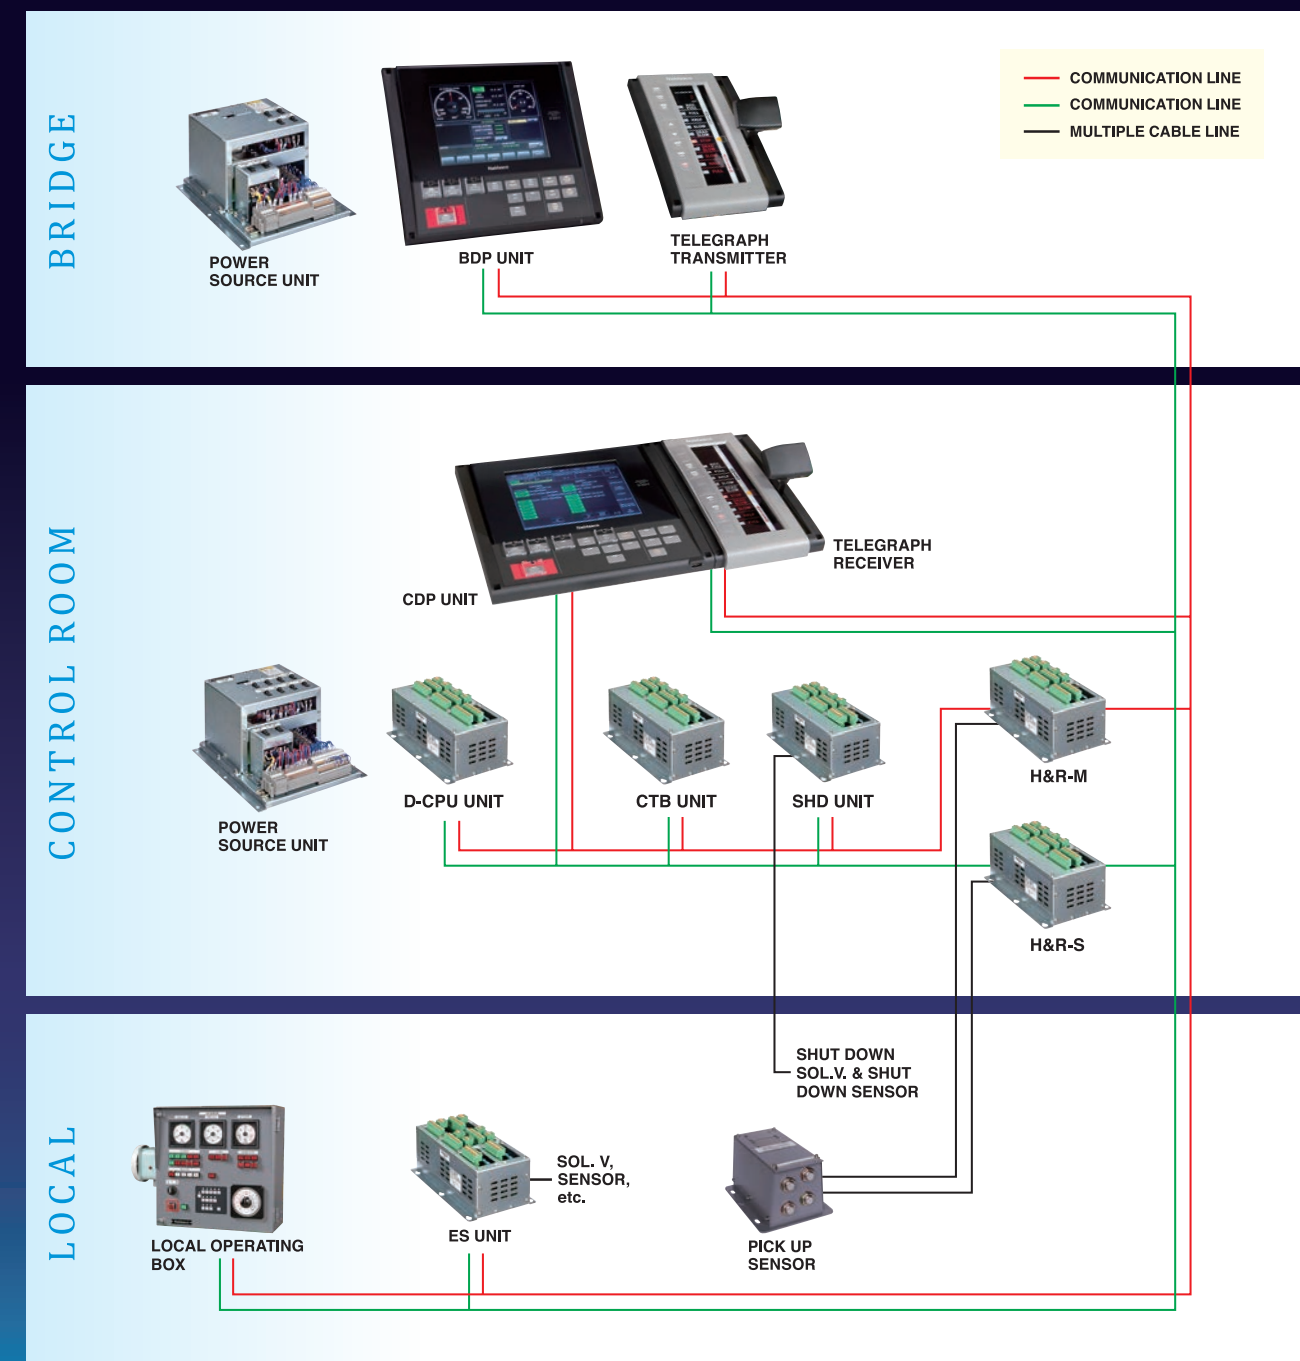 BRIDGE
COMMUNICATION LINE
COMMUNICATION LINE
MULTIPLE CABLE LINE
POWER
SOURCE UNIT
BDP UNIT
TELEGRAPH
TRANSMITTER
CONTROL ROOM
TELEGRAPH
RECEIVER
CDP UNIT
POWER
SOURCE UNIT
D-CPU UNIT
CTB UNIT
SHD UNIT
H&R-M
H&R-S
LOCAL
SHUT DOWN
SOL.V. & SHUT
DOWN SENSOR
SOL. V,
SENSOR,
etc.
LOCAL OPERATING
BOX
ES UNIT
PICK UP
SENSOR